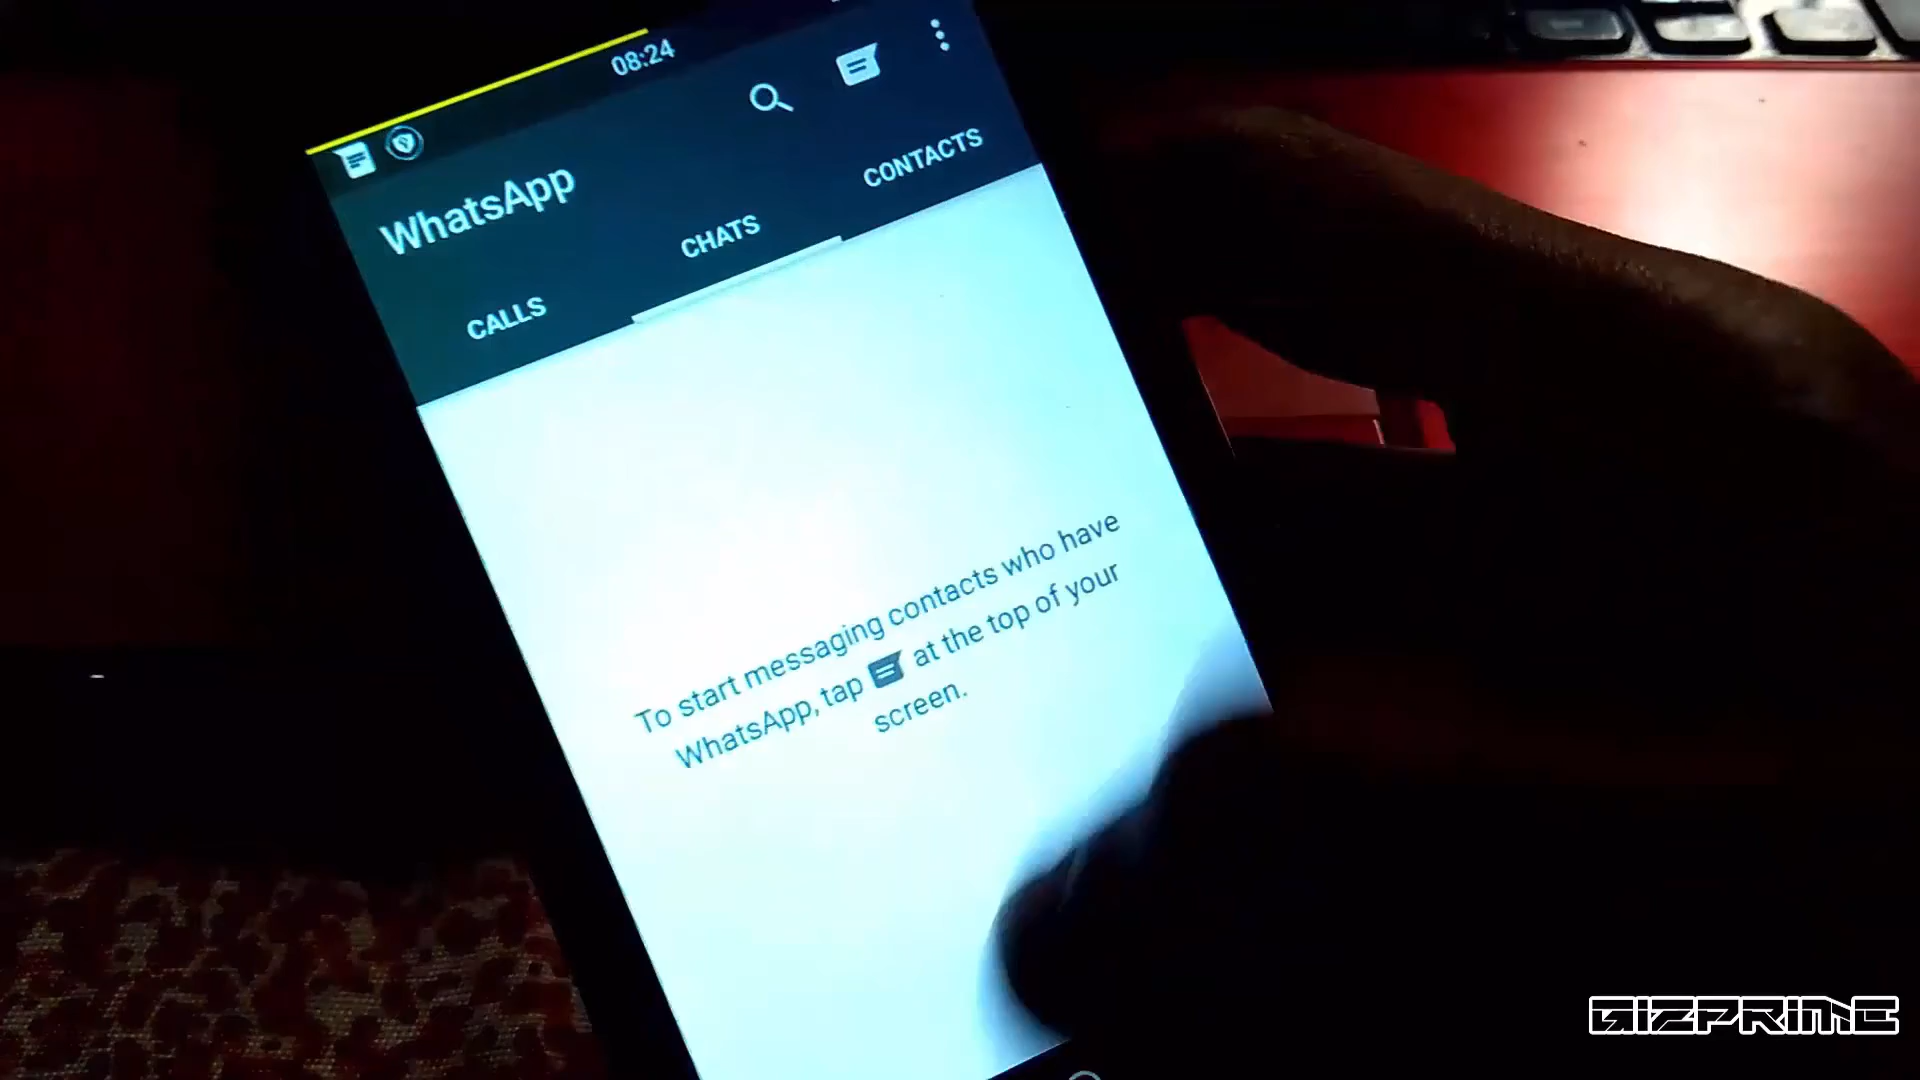 08:24
WhatsApp
CALLS
CHATS
CONTACTS
To start messaging contacts who have
WhatsApp, tap at the top of your
screen.
GIZPRIME